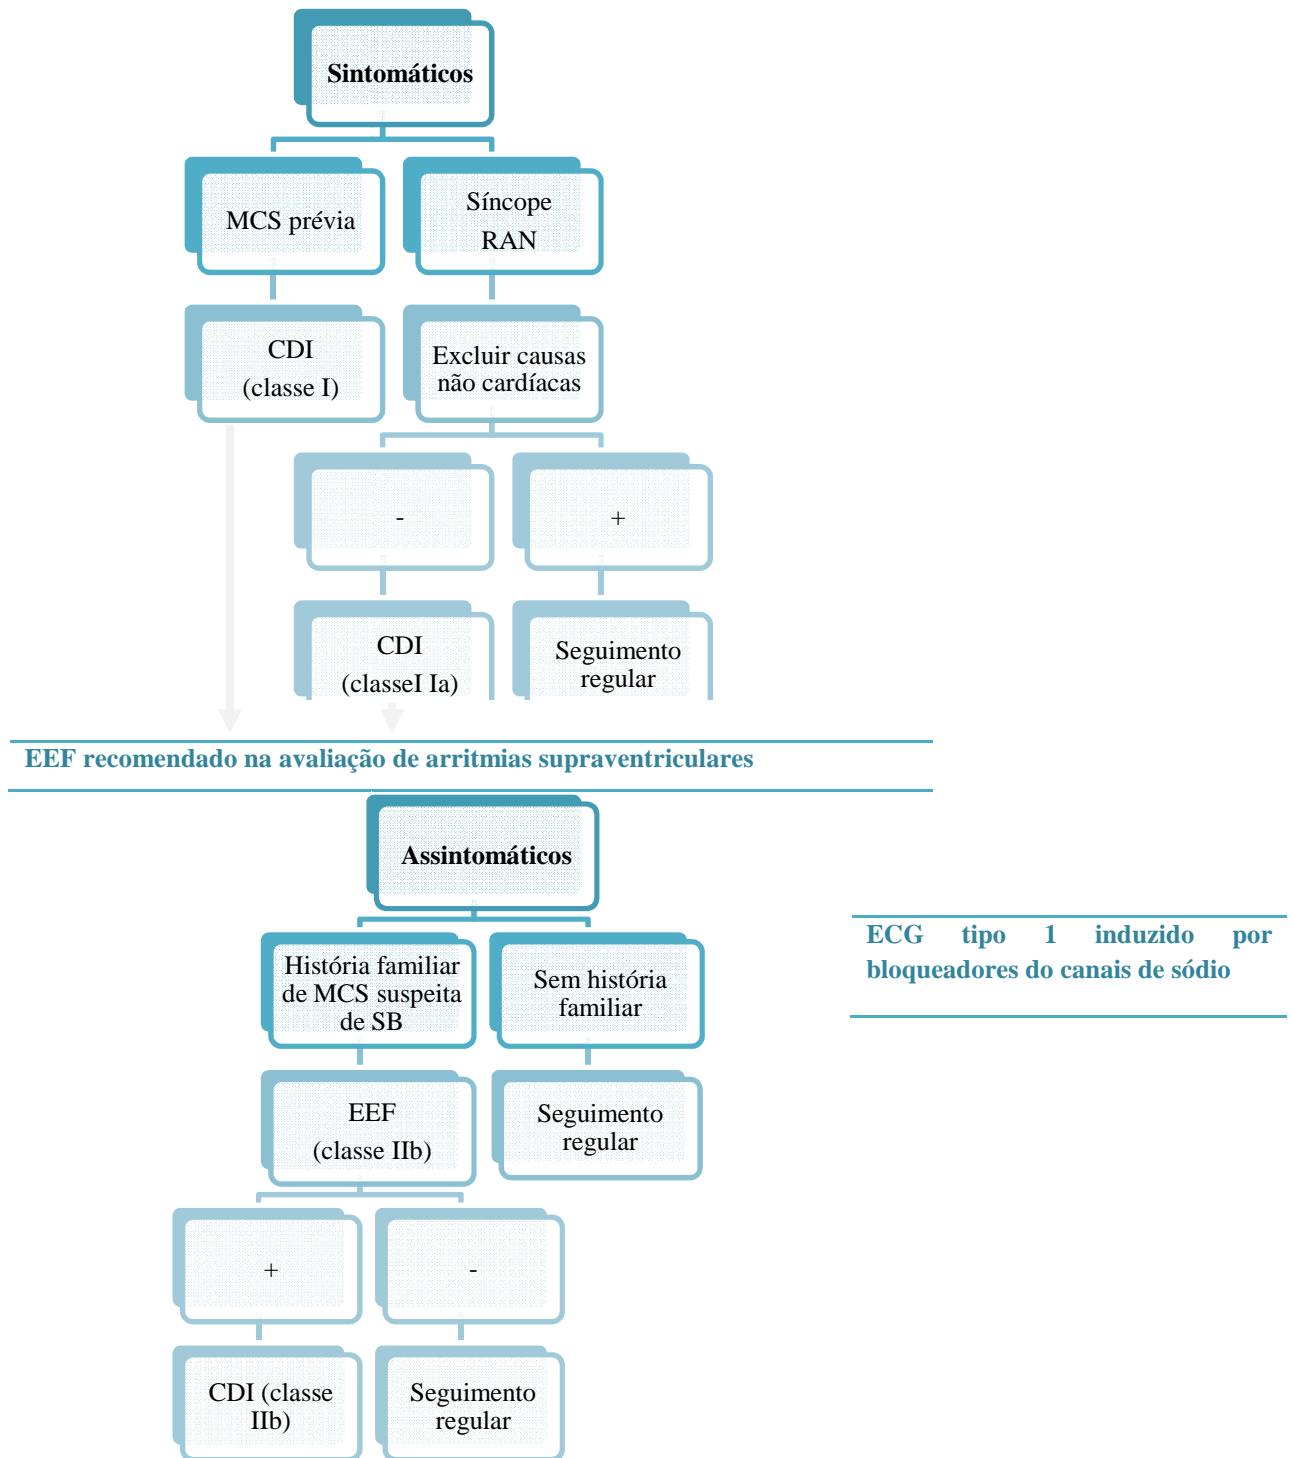 Sintomáticos
MCS prévia
Síncope
RAN
CDI
(classe I)
Excluir causas
não cardíacas
-
+
CDI
(classeI Ia)
Seguimento
regular
EEF recomendado na avaliação de arritmias supraventriculares
Assintomáticos
ECG tipo 1 induzido por
bloqueadores do canais de sódio
História familiar
de MCS suspeita
de SB
Sem história
familiar
EEF
(classe IIb)
Seguimento
regular
+
-
CDI (classe
IIb)
Seguimento
regular